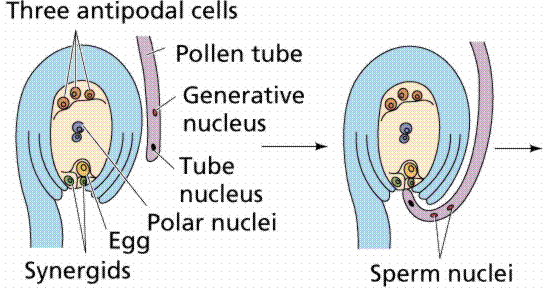 Three antipodal cells
Pollen tube
Generative
nucleus
Tube
nucleus
Polar nuclei
Egg
Synergids
Sperm nuclei